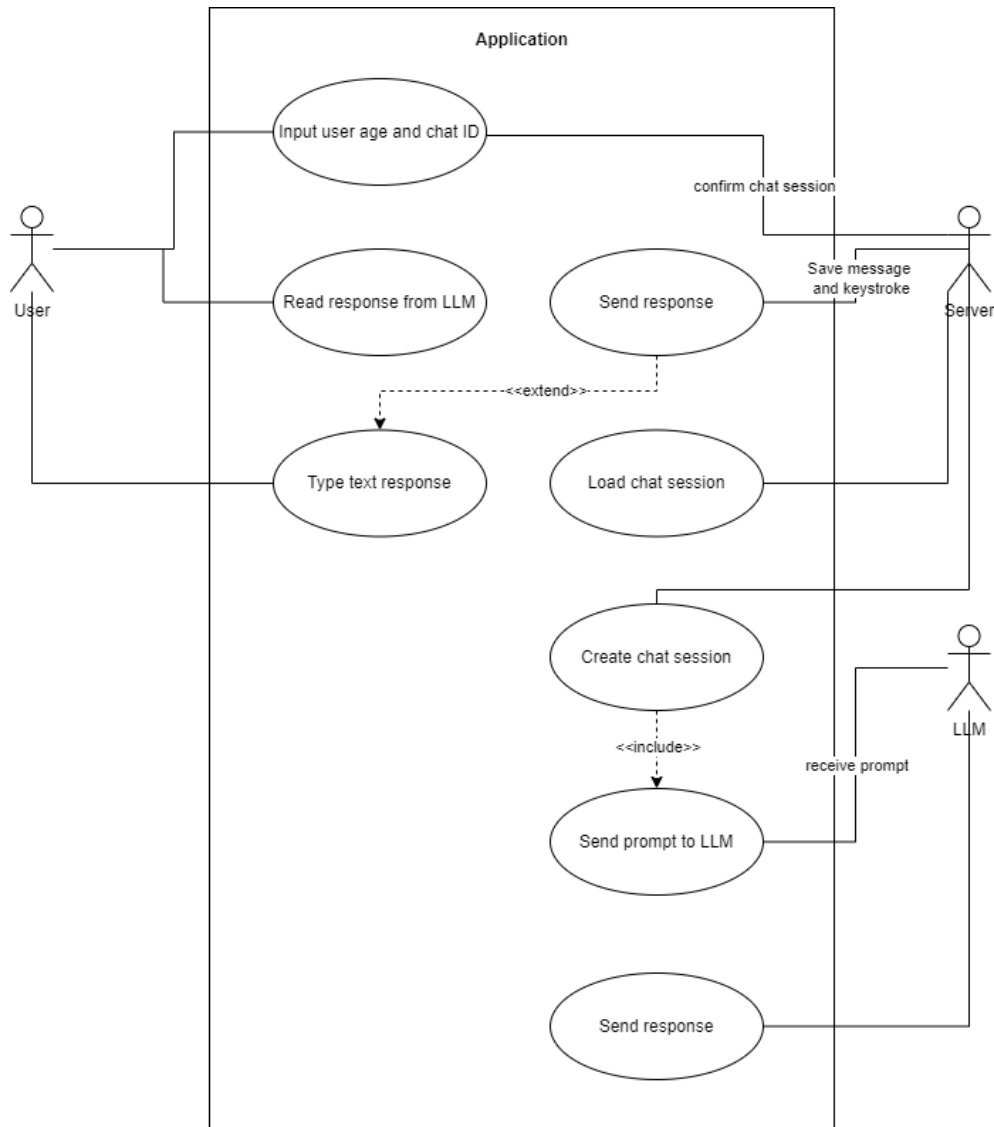 Application
Input user age and chat ID
confirm chat session
User
Read response from LLM
Send response
Save message
and keystroke
Server
<<extend>>
Type text response
Load chat session
Create chat session
LLM
<<include>>
receive prompt
Send prompt to LLM
Send response